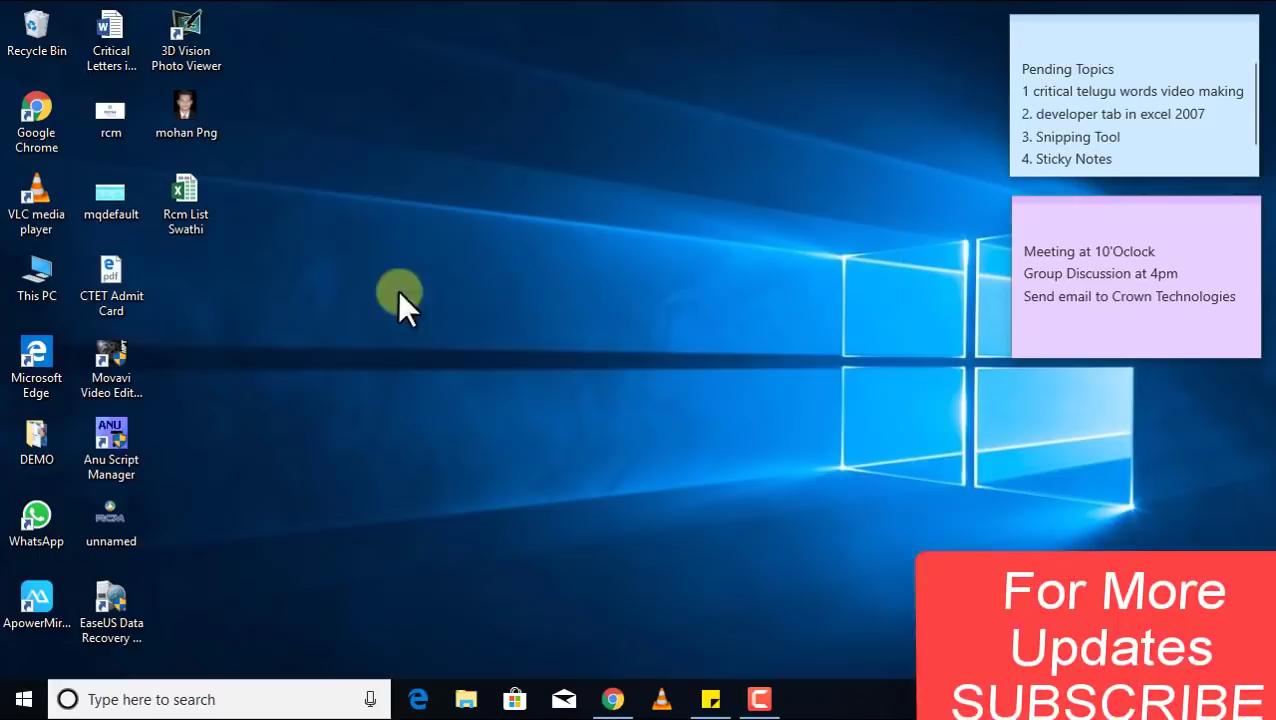 Recycle Bin
Critical
Letters i...
3D Vision
Photo Viewer
Google
Chrome
rcm
mohan Png
VLC media
player
mqdefault
Rcm List
Swathi
This PC
pdf
CTET Admit
Card
Microsoft
Edge
Movavi
Video Edit...
DEMO
ANU
Anu Script
Manager
WhatsApp
RCM
unnamed
ApowerMir...
EaseUS Data
Recovery ...
Pending Topics
1 critical telugu words video making
2. developer tab in excel 2007
3. Snipping Tool
4. Sticky Notes
Meeting at 10'Oclock
Group Discussion at 4pm
Send email to Crown Technologies
For More
Updates
SUBSCRIBE
Type here to search